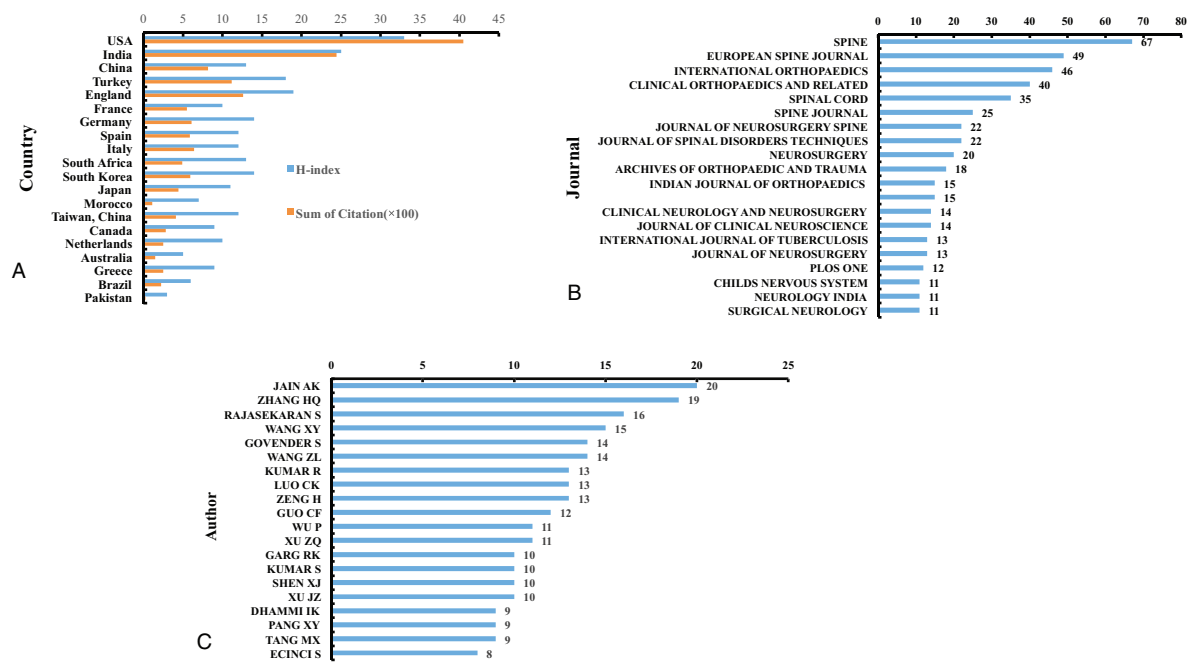 0 5 10 15 20 25 30 35 40 45
USA
India
China
Turkey
England
France
Germany
Spain
Italy
South Africa
South Korea
Japan
Morocco
Taiwan, China
Canada
Netherlands
Australia
Greece
Brazil
Pakistan
Country
H-index
Sum of Citation(×100)
A
0 10 20 30 40 50 60 70 80
SPINE 67
EUROPEAN SPINE JOURNAL 49
INTERNATIONAL ORTHOPAEDICS 46
CLINICAL ORTHOPAEDICS AND RELATED 40
SPINAL CORD 35
SPINE JOURNAL 25
JOURNAL OF NEUROSURGERY SPINE 22
JOURNAL OF SPINAL DISORDERS TECHNIQUES 22
NEUROSURGERY 20
ARCHIVES OF ORTHOPAEDIC AND TRAUMA 18
INDIAN JOURNAL OF ORTHOPAEDICS 15
15
CLINICAL NEUROLOGY AND NEUROSURGERY 14
JOURNAL OF CLINICAL NEUROSCIENCE 14
INTERNATIONAL JOURNAL OF TUBERCULOSIS 13
JOURNAL OF NEUROSURGERY 13
PLOS ONE 12
CHILDS NERVOUS SYSTEM 11
NEUROLOGY INDIA 11
SURGICAL NEUROLOGY 11
Journal
B
0 5 10 15 20 25
JAIN AK 20
ZHANG HQ 19
RAJASEKARAN S 16
WANG XY 15
GOVENDER S 14
WANG ZL 14
KUMAR R 13
LUO CK 13
ZENG H 13
GUO CF 12
WU P 11
XU ZQ 11
GARG RK 10
KUMAR S 10
SHEN XJ 10
XU JZ 10
DHAMMI IK 9
PANG XY 9
TANG MX 9
ECINCI S 8
Author
C